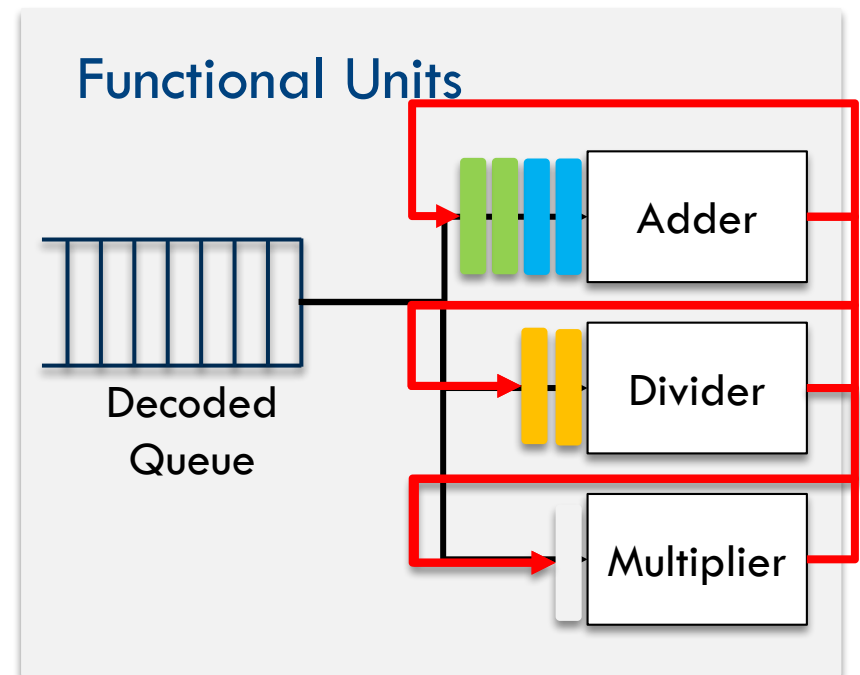 Functional Units
Adder
Divider
Decoded
Queue
Multiplier